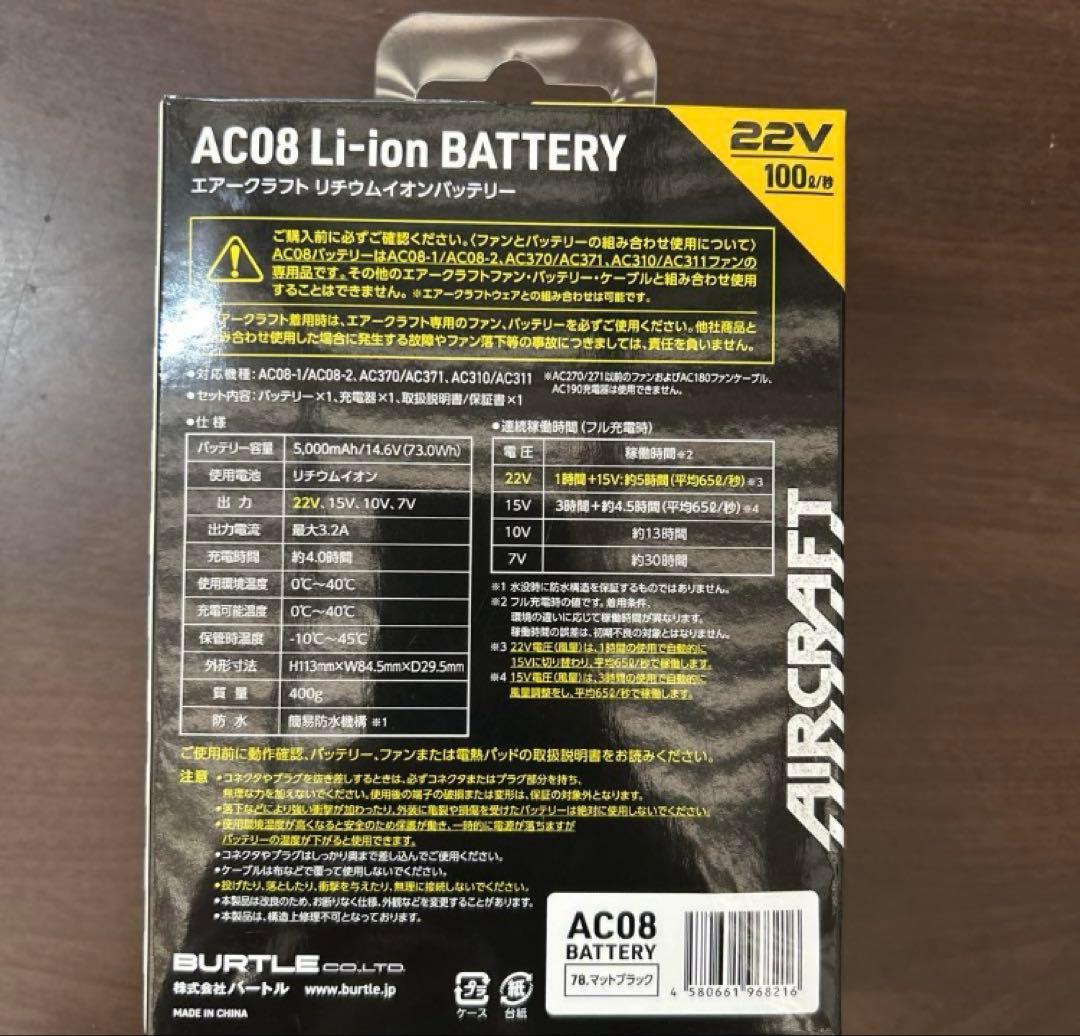 AC08 Li-ion BATTERY
エアークラフト リチウムイオンバッテリー
22V
100ℓ/秒
ご購入前に必ずご確認ください。〈ファンとバッテリーの組み合わせ使用について〉
AC08バッテリーはAC08-1/AC08-2、AC370/AC371、AC310/AC311ファンの
専用品です。その他のエアークラフトファン・バッテリー・ケーブルと組み合わせ使用
することはできません。※エアークラフトウェアとの組み合わせは可能です。
アークラフト着用時は、エアークラフト専用のファン、バッテリーを必ずご使用ください。他社商品と
み合わせ使用した場合に発生する故障やファン落下等の事故につきましては、責任を負いません。
●対応機種：AC08-1/AC08-2、AC370/AC371、AC310/AC311 ※AC270/271以前のファンおよびAC180ファンケーブル、
AC190充電器は使用できません。
●セット内容：バッテリー×1、充電器×1、取扱説明書/保証書×1
●仕様
バッテリー容量 5,000mAh/14.6V(73.0Wh)
使用電池 リチウムイオン
出力 22V、15V、10V、7V
出力電流 最大3.2A
充電時間 約4.0時間
使用環境温度 0℃～40℃
充電可能温度 0℃～40℃
保管時温度 -10℃～45℃
外形寸法 H113mm×W84.5mm×D29.5mm
質量 400g
防水 簡易防水機構 ※1
●連続稼働時間(フル充電時)
電圧 稼働時間※2
22V 1時間+15V:約5時間(平均65ℓ/秒)※3
15V 3時間+約4.5時間(平均65ℓ/秒)※4
10V 約13時間
7V 約30時間
※1 水没時に防水構造を保証するものではありません。
※2 フル充電時の値です。着用条件、
環境の違いに応じて稼働時間が異なります。
稼働時間の誤差は、初期不良の対象とはなりません。
※3 22V電圧(風量)は、1時間の使用で自動的に
15Vに切り替わり、平均65ℓ/秒で稼働します。
※4 15V電圧(風量)は、3時間の使用で自動的に
風量調整をし、平均65ℓ/秒で稼働します。
ご使用前に動作確認、バッテリー、ファンまたは電熱パッドの取扱説明書をお読みください。
注意 ●コネクタやプラグを抜き差しするときは、必ずコネクタまたはプラグ部分を持ち、
無理な力を加えないでください。使用後の端子の破損または変形は、保証の対象外となります。
●落下などにより強い衝撃が加わったり、外装に亀裂や損傷を受けたバッテリーは絶対に使用しないでください。
●使用環境温度が高くなると安全のため保護が働き、一時的に電源が落ちますが
バッテリーの温度が下がると使用できます。
●コネクタやプラグはしっかり奥まで差し込んでご使用ください。
●ケーブルは布などで覆って使用しないでください。
●投げたり、落としたり、衝撃を与えたり、無理に接続しないでください。
●本製品は改良のため、お断りなく仕様、外観などを変更することがあります。
●本製品は、構造上修理不可となっております。
AIRCRAFT
BURTLE CO.,LTD.
株式会社バートル www.burtle.jp
MADE IN CHINA
プラ
ケース
紙
台紙
AC08
BATTERY
78.マットブラック
4 580661 968216